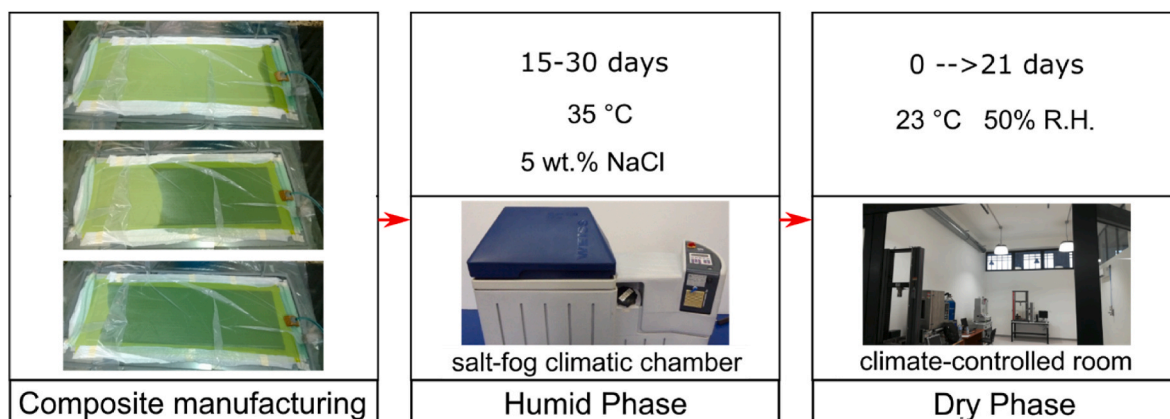 15-30 days
35 °C
5 wt.% NaCl
salt-fog climatic chamber
0 -->21 days
23 °C 50% R.H.
climate-controlled room
Composite manufacturing
Humid Phase
Dry Phase